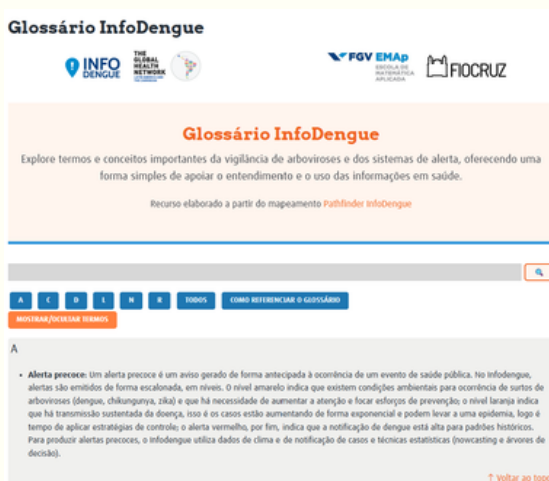 Glossário InfoDengue
INFO
DENGUE
THE
GLOBAL
HEALTH
NETWORK
FGV EMAp
ESCOLA DE
MATEMÁTICA
APLICADA
FIOCRUZ
Glossário InfoDengue
Explore termos e conceitos importantes da vigilância de arboviroses e dos sistemas de alerta, oferecendo uma
forma simples de apoiar o entendimento e o uso das informações em saúde.
Recurso elaborado a partir do mapeamento Pathfinder InfoDengue
A C D E N R TODOS COMO REFERENCIAR O GLOSSÁRIO
MOSTRAR/OCULTAR TERMOS
A
• Alerta precoce: Um alerta precoce é um aviso gerado de forma antecipada à ocorrência de um evento de saúde pública. No Infodengue,
alertas são emitidos de forma escalonada, em níveis. O nível amarelo indica que existem condições ambientais para ocorrência de surtos de
arboviroses (dengue, chikungunya, zika) e que há necessidade de aumentar a atenção e focar esforços de prevenção; o nível laranja indica
que há transmissão sustentada da doença, isso é os casos estão aumentando de forma exponencial e podem levar a uma epidemia, logo é
tempo de aplicar estratégias de controle; o alerta vermelho, por fim, indica que a notificação de dengue está alta para padrões históricos.
Para produzir alertas precoces, o Infodengue utiliza dados de clima e de notificação de casos e técnicas estatísticas (nowcasting e árvores de
decisão).
↑ Voltar ao topo